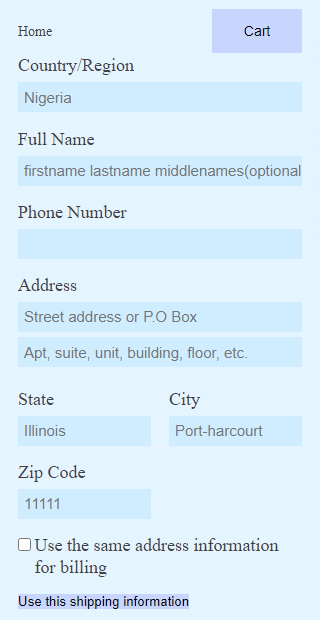 Home
Cart
Country/Region
Nigeria
Full Name
firstname lastname middlenames(optional
Phone Number
Address
Street address or P.O Box
Apt, suite, unit, building, floor, etc.
State
City
Illinois
Port-harcourt
Zip Code
11111
Use the same address information
for billing
Use this shipping information